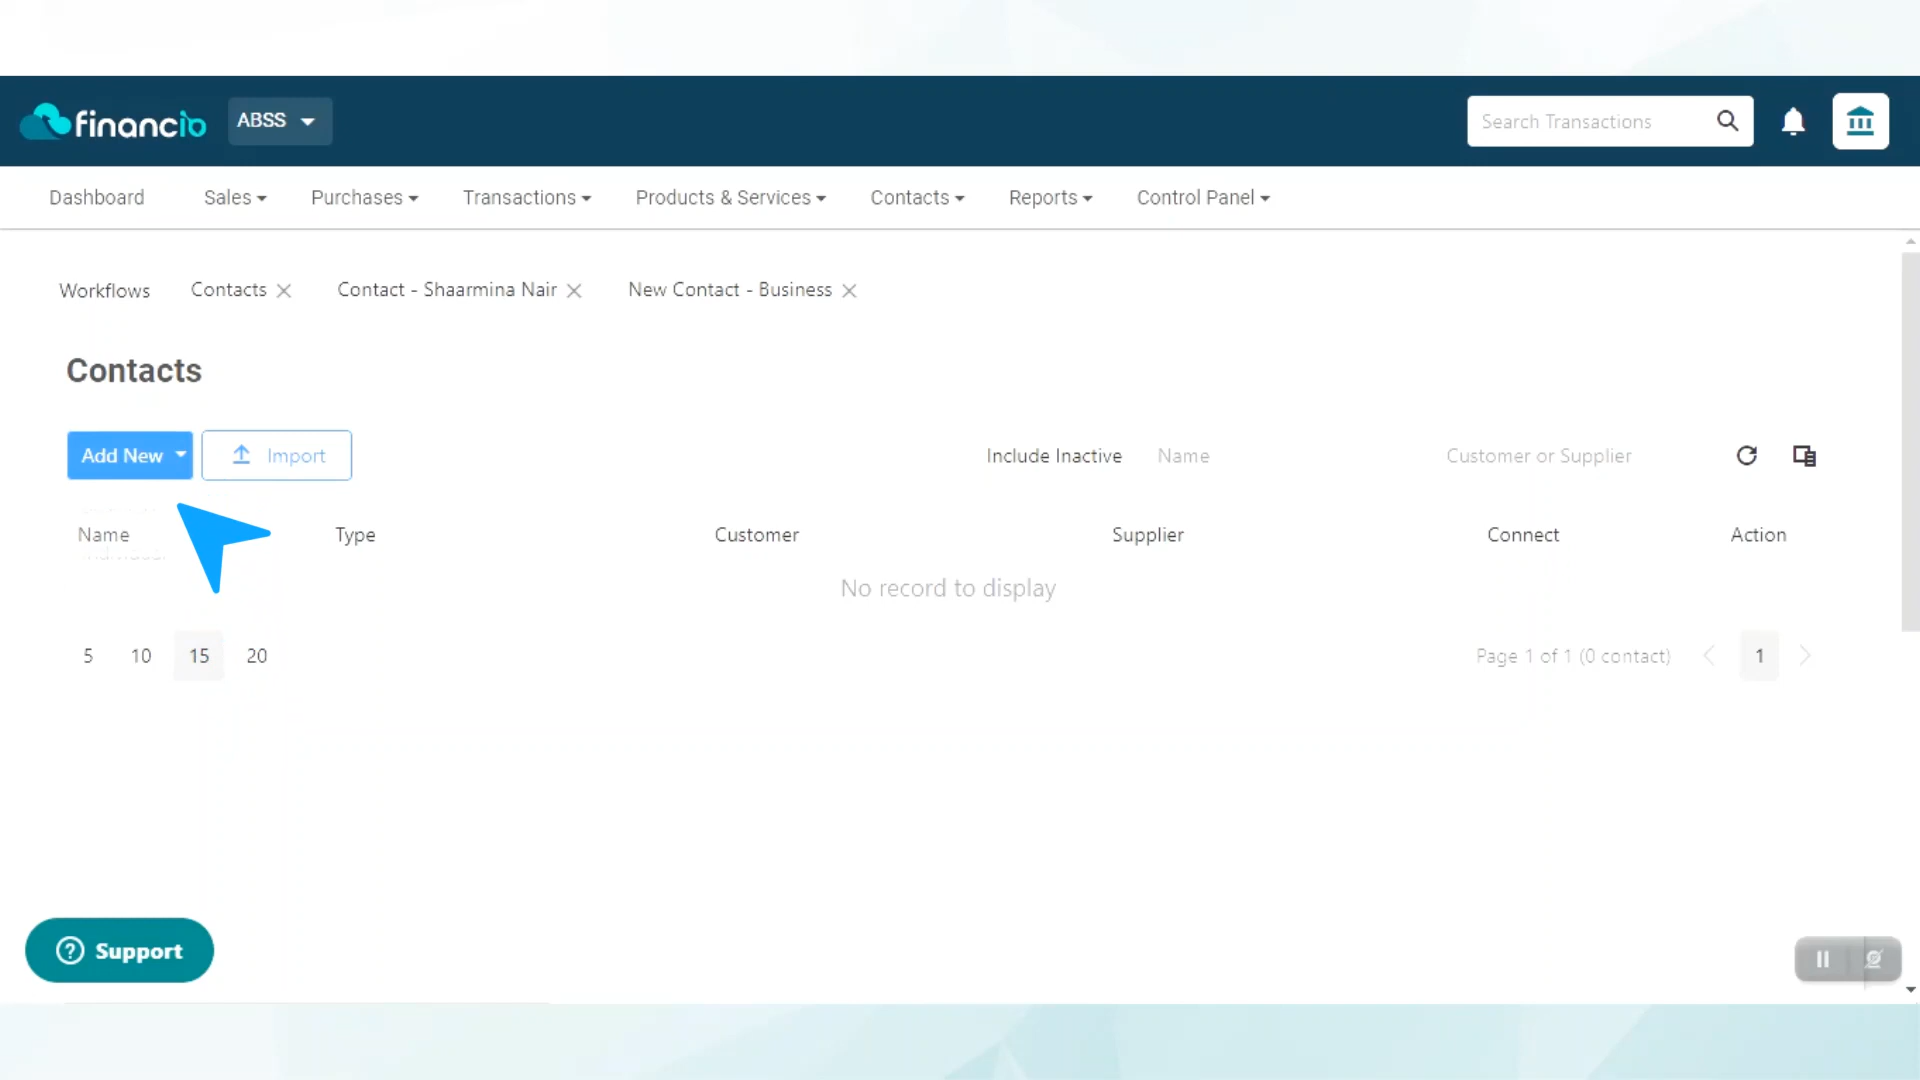 financio ABSS
Search Transactions
Dashboard Sales Purchases Transactions Products & Services Contacts Reports Control Panel
Workflows Contacts Contact - Shaarmina Nair New Contact - Business
Contacts
Add New Import Include Inactive Name Customer or Supplier
Name Type Customer Supplier Connect Action
No record to display
5 10 15 20 Page 1 of 1 (0 contact) 1
Support